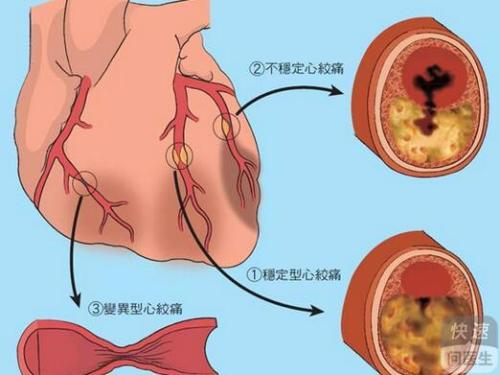 ②不穩定心絞痛
①穩定型心絞痛
③變異型心絞痛
快速
问医生